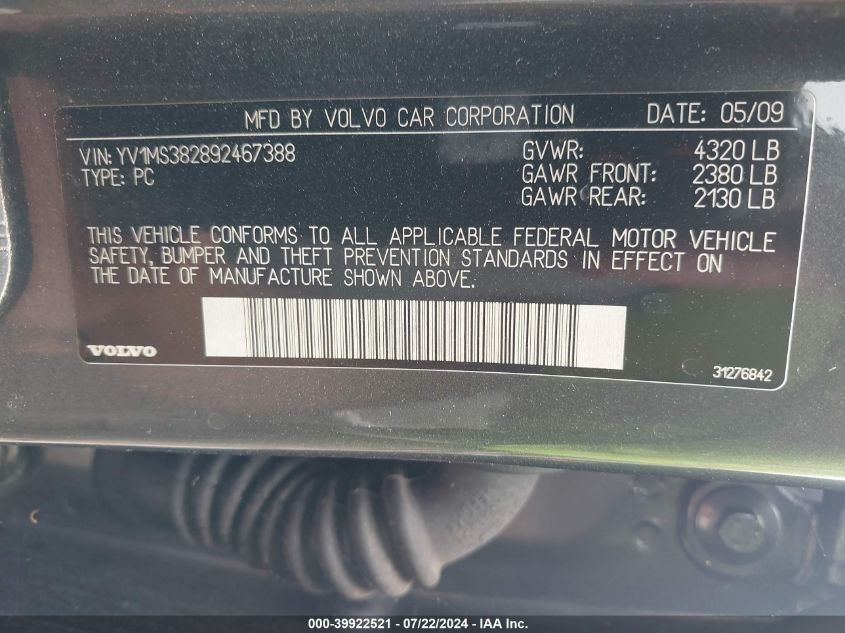 MFD BY VOLVO CAR CORPORATION DATE: 05/09
VIN: YV1MS382892467388 GVWR: 4320 LB
TYPE: PC GAWR FRONT: 2380 LB
GAWR REAR: 2130 LB
THIS VEHICLE CONFORMS TO ALL APPLICABLE FEDERAL MOTOR VEHICLE
SAFETY, BUMPER AND THEFT PREVENTION STANDARDS IN EFFECT ON
THE DATE OF MANUFACTURE SHOWN ABOVE.
VOLVO
31276842
000-39922521 - 07/22/2024 - IAA Inc.